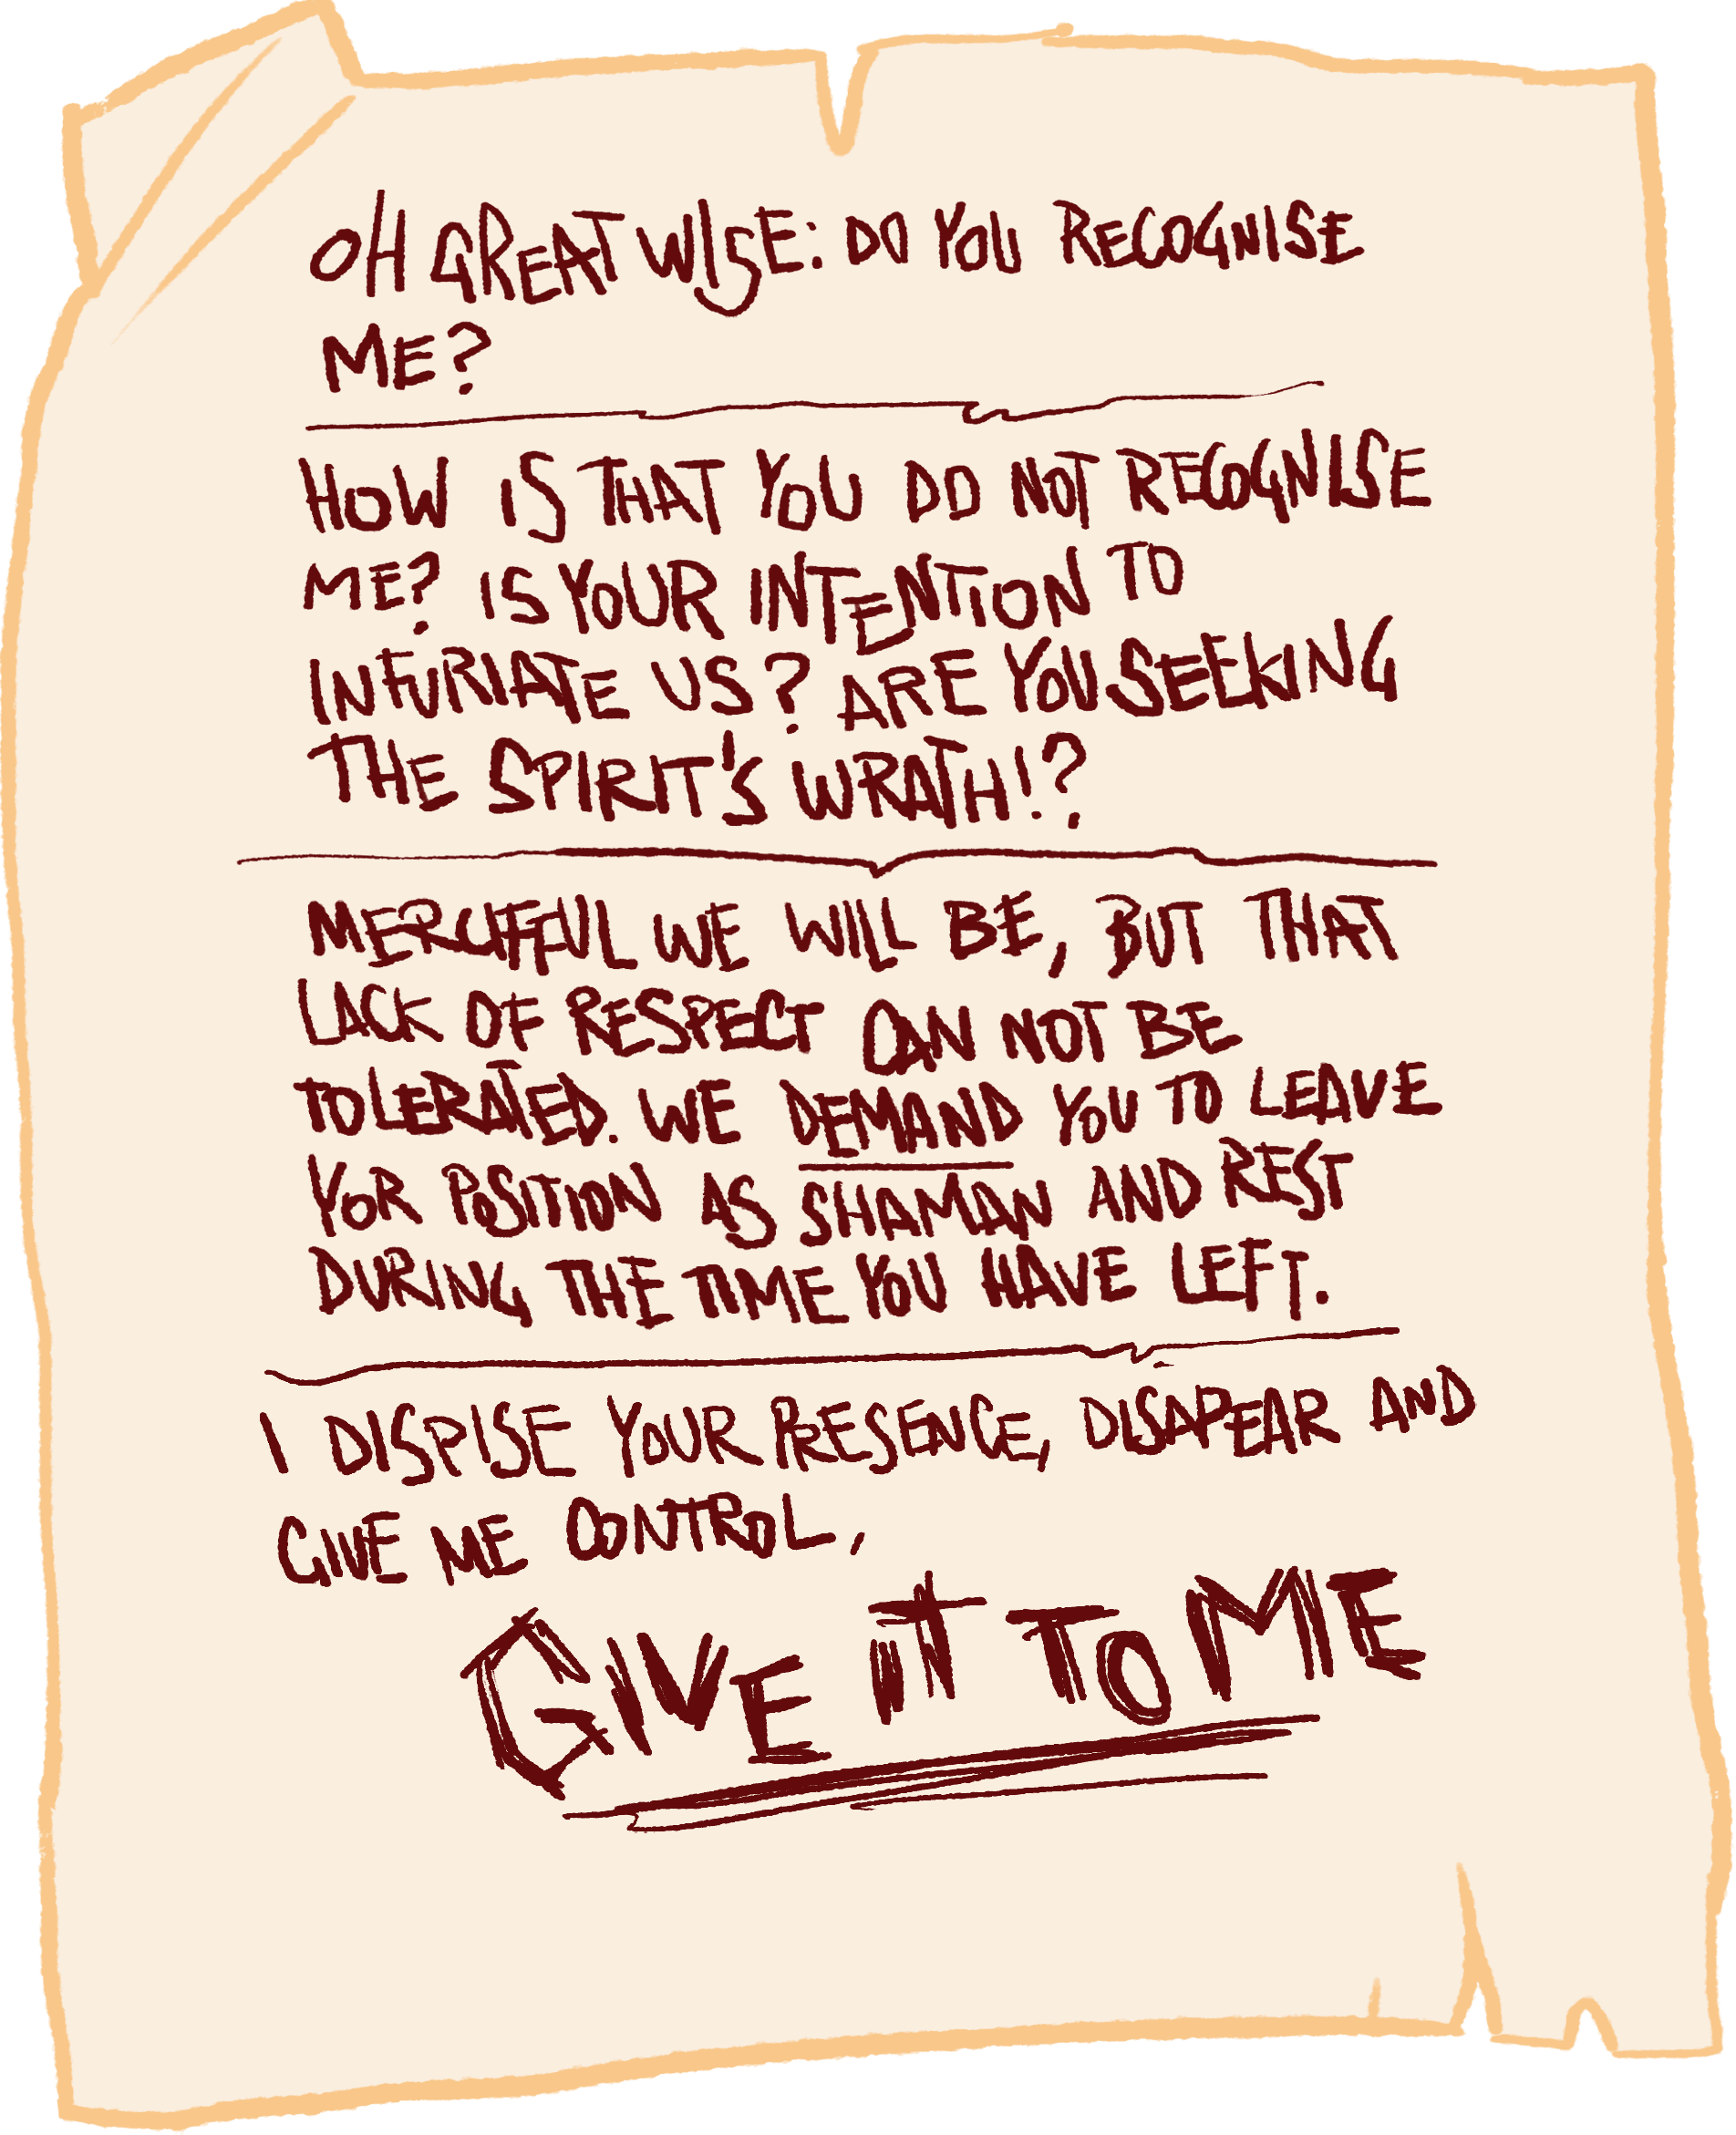 OH GREAT WISE: DO YOU RECOGNISE
ME?
HOW IS THAT YOU DO NOT RECOGNISE
ME? IS YOUR INTENTION TO
INFURIATE US? ARE YOU SEEKING
THE SPIRIT'S WRATH!?
MERCIFUL WE WILL BE, BUT THAT
LACK OF RESPECT CAN NOT BE
TOLERATED. WE DEMAND YOU TO LEAVE
YOR POSITION AS SHAMAN AND REST
DURING THE TIME YOU HAVE LEFT.
I DISPISE YOUR PRESENCE, DISAPEAR AND
GIVE ME CONTROL,
GIVE IT TO ME